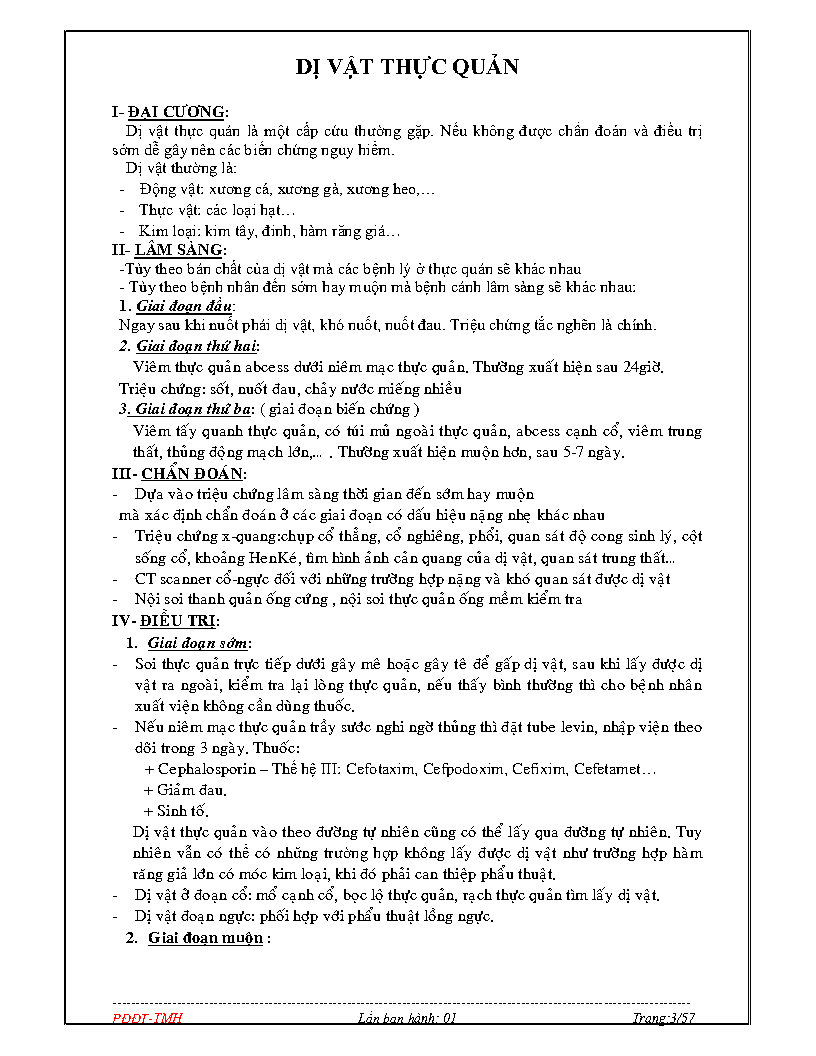 DỊ VẬT THỰC QUẢN
I- ĐẠI CƯƠNG:
Dị vật thực quản là một cấp cứu thường gặp. Nếu không được chẩn đoán và điều trị
sớm dễ gây nên các biến chứng nguy hiểm.
Dị vật thường là:
- Động vật: xương cá, xương gà, xương heo,…
- Thực vật: các loại hạt…
- Kim loại: kim tây, đinh, hàm răng giả…
II- LÂM SÀNG:
-Tùy theo bản chất của dị vật mà các bệnh lý ở thực quản sẽ khác nhau
- Tùy theo bệnh nhân đến sớm hay muộn mà bệnh cảnh lâm sàng sẽ khác nhau:
1. Giai đoạn đầu:
Ngay sau khi nuốt phải dị vật, khó nuốt, nuốt đau. Triệu chứng tắc nghẽn là chính.
2. Giai đoạn thứ hai:
Viêm thực quản abcess dưới niêm mạc thực quản. Thường xuất hiện sau 24giờ.
Triệu chứng: sốt, nuốt đau, chảy nước miếng nhiều
3. Giai đoạn thứ ba: ( giai đoạn biến chứng )
Viêm tấy quanh thực quản, có túi mủ ngoài thực quản, abcess cạnh cổ, viêm trung
thất, thủng động mạch lớn,... . Thường xuất hiện muộn hơn, sau 5-7 ngày.
III- CHẨN ĐOÁN:
- Dựa vào triệu chứng lâm sàng thời gian đến sớm hay muộn
mà xác định chẩn đoán ở các giai đoạn có dấu hiệu nặng nhẹ khác nhau
- Triệu chứng x-quang:chụp cổ thẳng, cổ nghiêng, phổi, quan sát độ cong sinh lý, cột
sống cổ, khoảng HenKé, tìm hình ảnh cản quang của dị vật, quan sát trung thất...
- CT scanner cổ-ngực đối với những trường hợp nặng và khó quan sát được dị vật
- Nội soi thanh quản ống cứng , nội soi thực quản ống mềm kiểm tra
IV- ĐIỀU TRỊ:
1. Giai đoạn sớm:
- Soi thực quản trực tiếp dưới gây mê hoặc gây tê để gấp dị vật, sau khi lấy được dị
vật ra ngoài, kiểm tra lại lòng thực quản, nếu thấy bình thường thì cho bệnh nhân
xuất viện không cần dùng thuốc.
- Nếu niêm mạc thực quản trầy sước nghi ngờ thủng thì đặt tube levin, nhập viện theo
dõi trong 3 ngày. Thuốc:
+ Cephalosporin – Thế hệ III: Cefotaxim, Cefpodoxim, Cefixim, Cefetamet…
+ Giảm đau.
+ Sinh tố.
Dị vật thực quản vào theo đường tự nhiên cũng có thể lấy qua đường tự nhiên. Tuy
nhiên vẫn có thể có những trường hợp không lấy được dị vật như trường hợp hàm
răng giả lớn có móc kim loại, khi đó phải can thiệp phẩu thuật.
- Dị vật ở đoạn cổ: mổ cạnh cổ, bọc lộ thực quản, rạch thực quản tìm lấy dị vật.
- Dị vật đoạn ngực: phối hợp với phẩu thuật lồng ngực.
2. Giai đoạn muộn :
PĐĐT-TMH Lần ban hành: 01 Trang:3/57